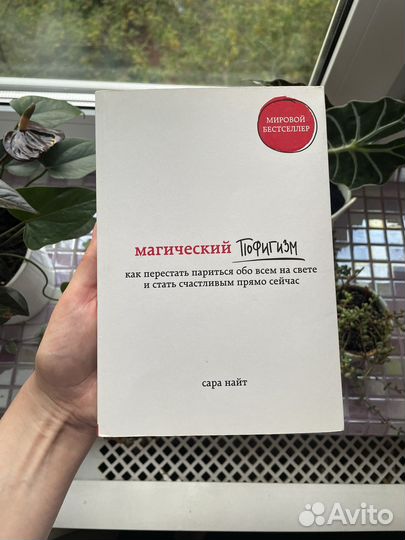 МИРОВОЙ
БЕСТСЕЛЛЕР
магический ПОФИГИЗМ
как перестать париться обо всем на свете
и стать счастливым прямо сейчас
сара найт
Avito